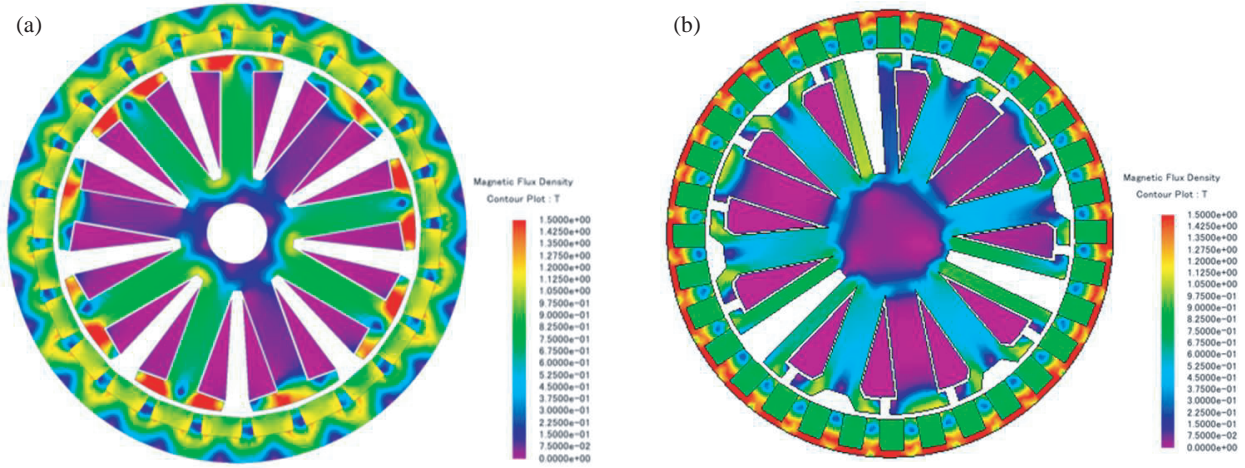 (a)
Magnetic Flux Density
Contour Plot : T
1.5000e+00
1.4250e+00
1.3500e+00
1.2750e+00
1.2000e+00
1.1250e+00
1.0500e+00
9.7500e-01
9.0000e-01
8.2500e-01
7.5000e-01
6.7500e-01
6.0000e-01
5.2500e-01
4.5000e-01
3.7500e-01
3.0000e-01
2.2500e-01
1.5000e-01
7.5000e-02
0.0000e+00
(b)
Magnetic Flux Density
Contour Plot : T
1.5000e+00
1.4250e+00
1.3500e+00
1.2750e+00
1.2000e+00
1.1250e+00
1.0500e+00
9.7500e-01
9.0000e-01
8.2500e-01
7.5000e-01
6.7500e-01
6.0000e-01
5.2500e-01
4.5000e-01
3.7500e-01
3.0000e-01
2.2500e-01
1.5000e-01
7.5000e-02
0.0000e+00